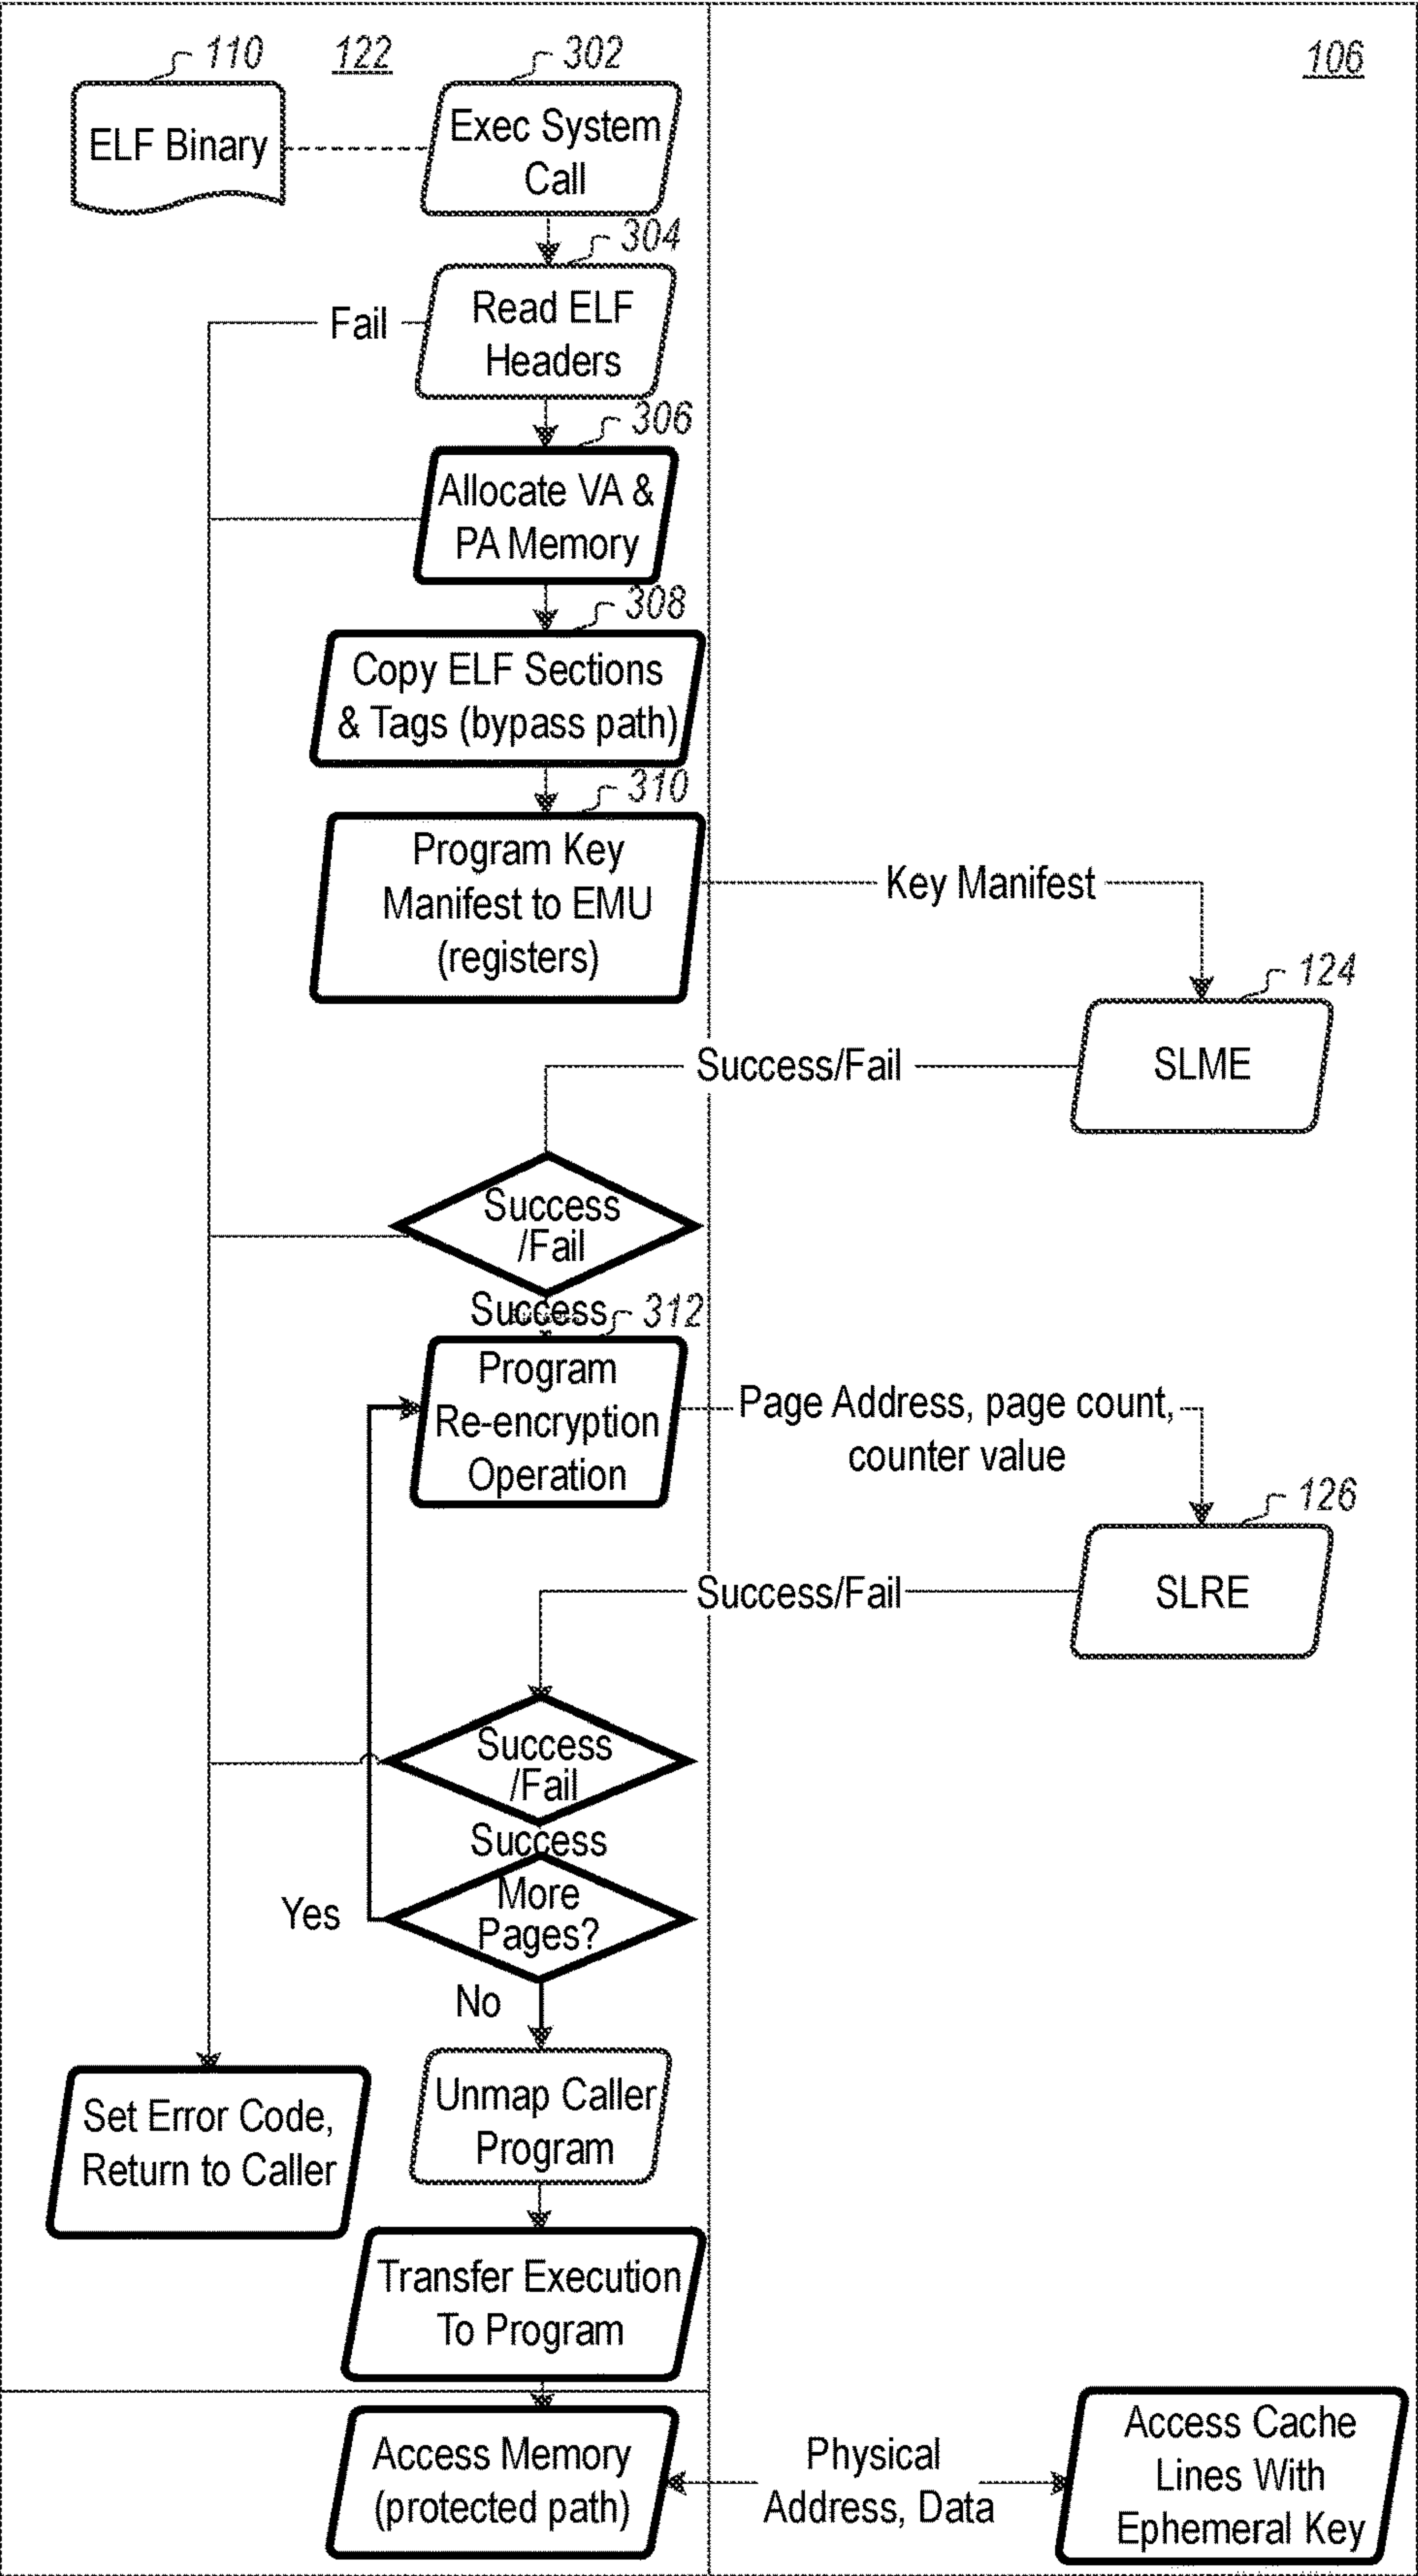 110
122
302
106
ELF Binary
Exec System
Call
304
Fail
Read ELF
Headers
306
Allocate VA &
PA Memory
308
Copy ELF Sections
& Tags (bypass path)
310
Program Key
Manifest to EMU
(registers)
Key Manifest
124
SLME
Success/Fail
Success
/Fail
Success
312
Program
Re-encryption
Operation
Page Address, page count,
counter value
126
SLRE
Success/Fail
Success
/Fail
Success
More
Pages?
Yes
No
Unmap Caller
Program
Set Error Code,
Return to Caller
Transfer Execution
To Program
Access Memory
(protected path)
Physical
Address, Data
Access Cache
Lines With
Ephemeral Key